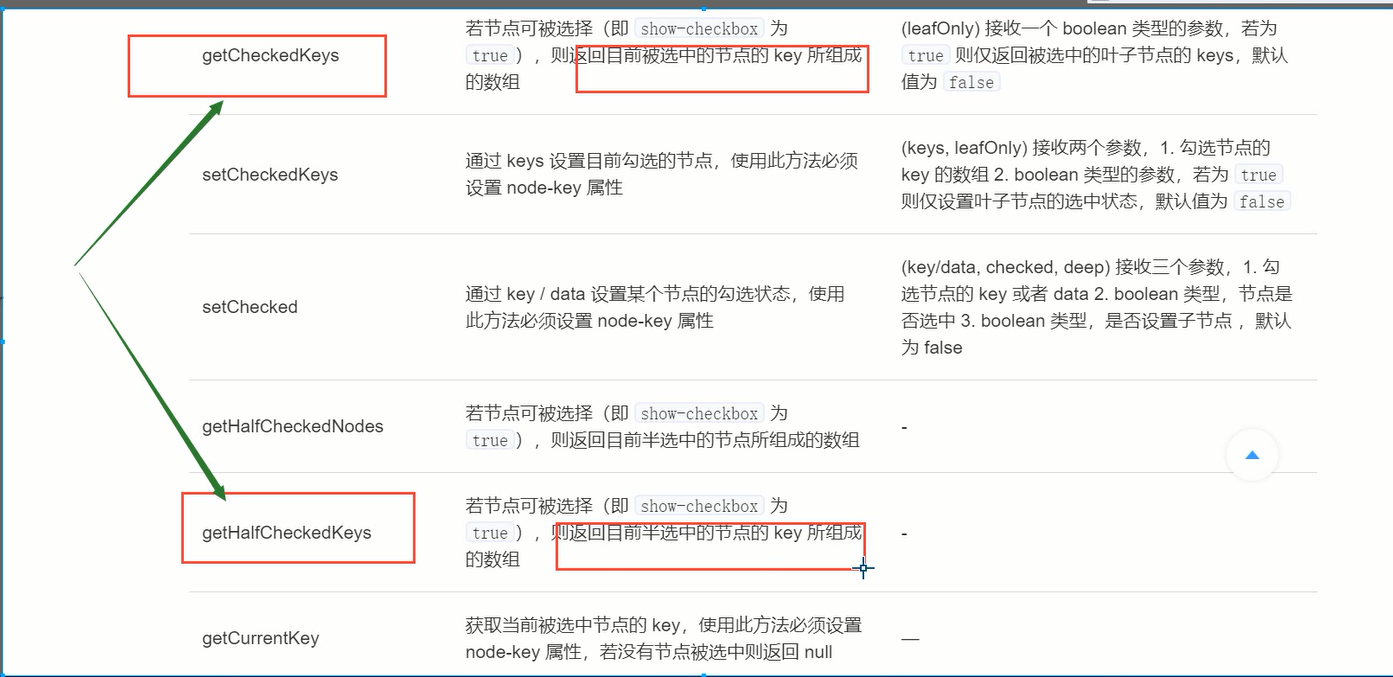 getCheckedKeys
若节点可被选择（即 show-checkbox 为
true），则返回目前被选中的节点的 key 所组成
的数组
(leafOnly) 接收一个 boolean 类型的参数，若为
true 则仅返回被选中的叶子节点的 keys，默认
值为 false
setCheckedKeys
通过 keys 设置目前勾选的节点，使用此方法必须
设置 node-key 属性
(keys, leafOnly) 接收两个参数，1. 勾选节点的
key 的数组 2. boolean 类型的参数，若为 true
则仅设置叶子节点的选中状态，默认值为 false
setChecked
通过 key / data 设置某个节点的勾选状态，使用
此方法必须设置 node-key 属性
(key/data, checked, deep) 接收三个参数，1. 勾
选节点的 key 或者 data 2. boolean 类型，节点是
否选中 3. boolean 类型，是否设置子节点 ，默认
为 false
getHalfCheckedNodes
若节点可被选择（即 show-checkbox 为
true），则返回目前半选中的节点所组成的数组
-
getHalfCheckedKeys
若节点可被选择（即 show-checkbox 为
true），则返回目前半选中的节点的 key 所组成
的数组
-
getCurrentKey
获取当前被选中节点的 key，使用此方法必须设置
node-key 属性，若没有节点被选中则返回 null
—